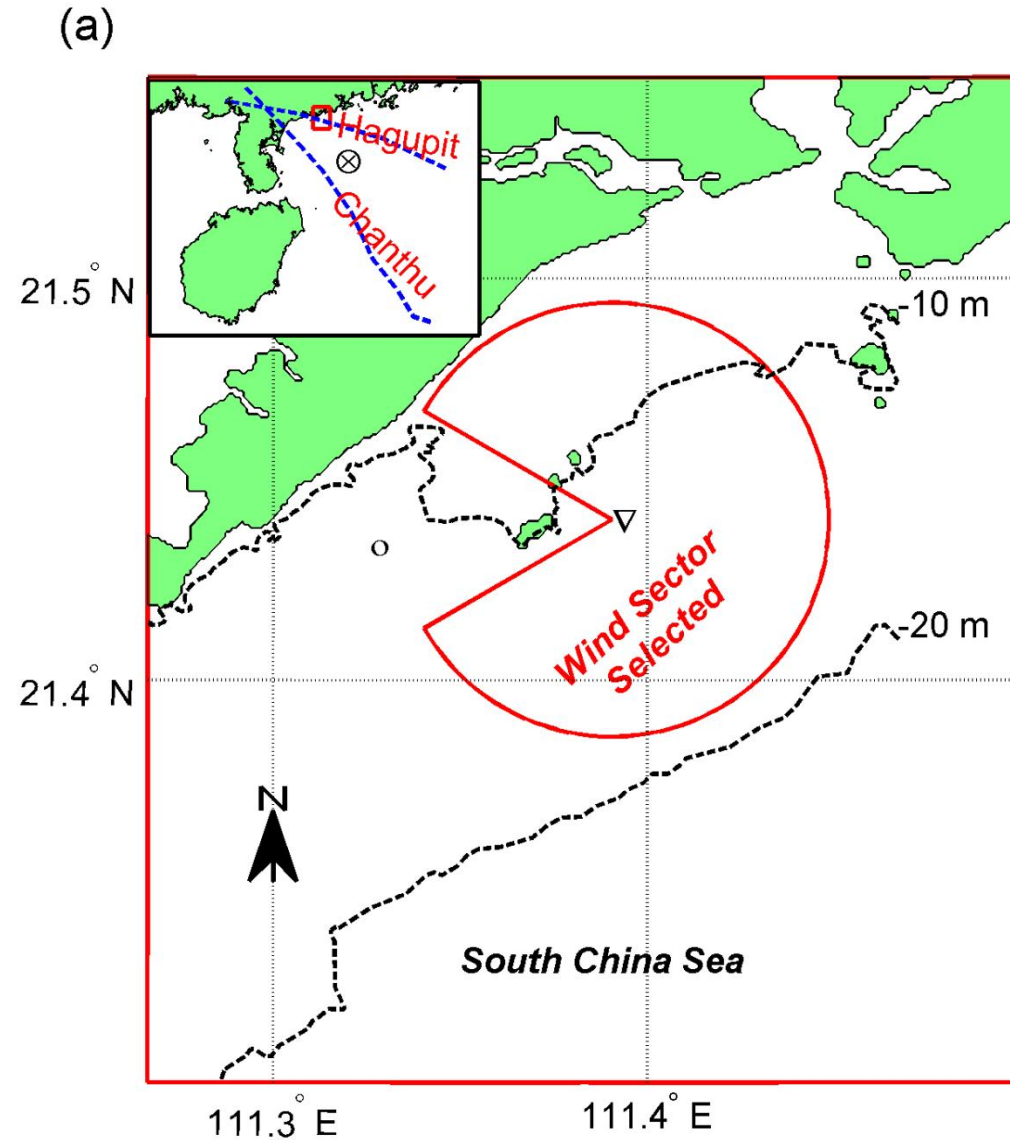 (a)
Hagupit
Chanthu
21.5° N
-10 m
Wind Sector
Selected
-20 m
21.4° N
N
South China Sea
111.3° E
111.4° E